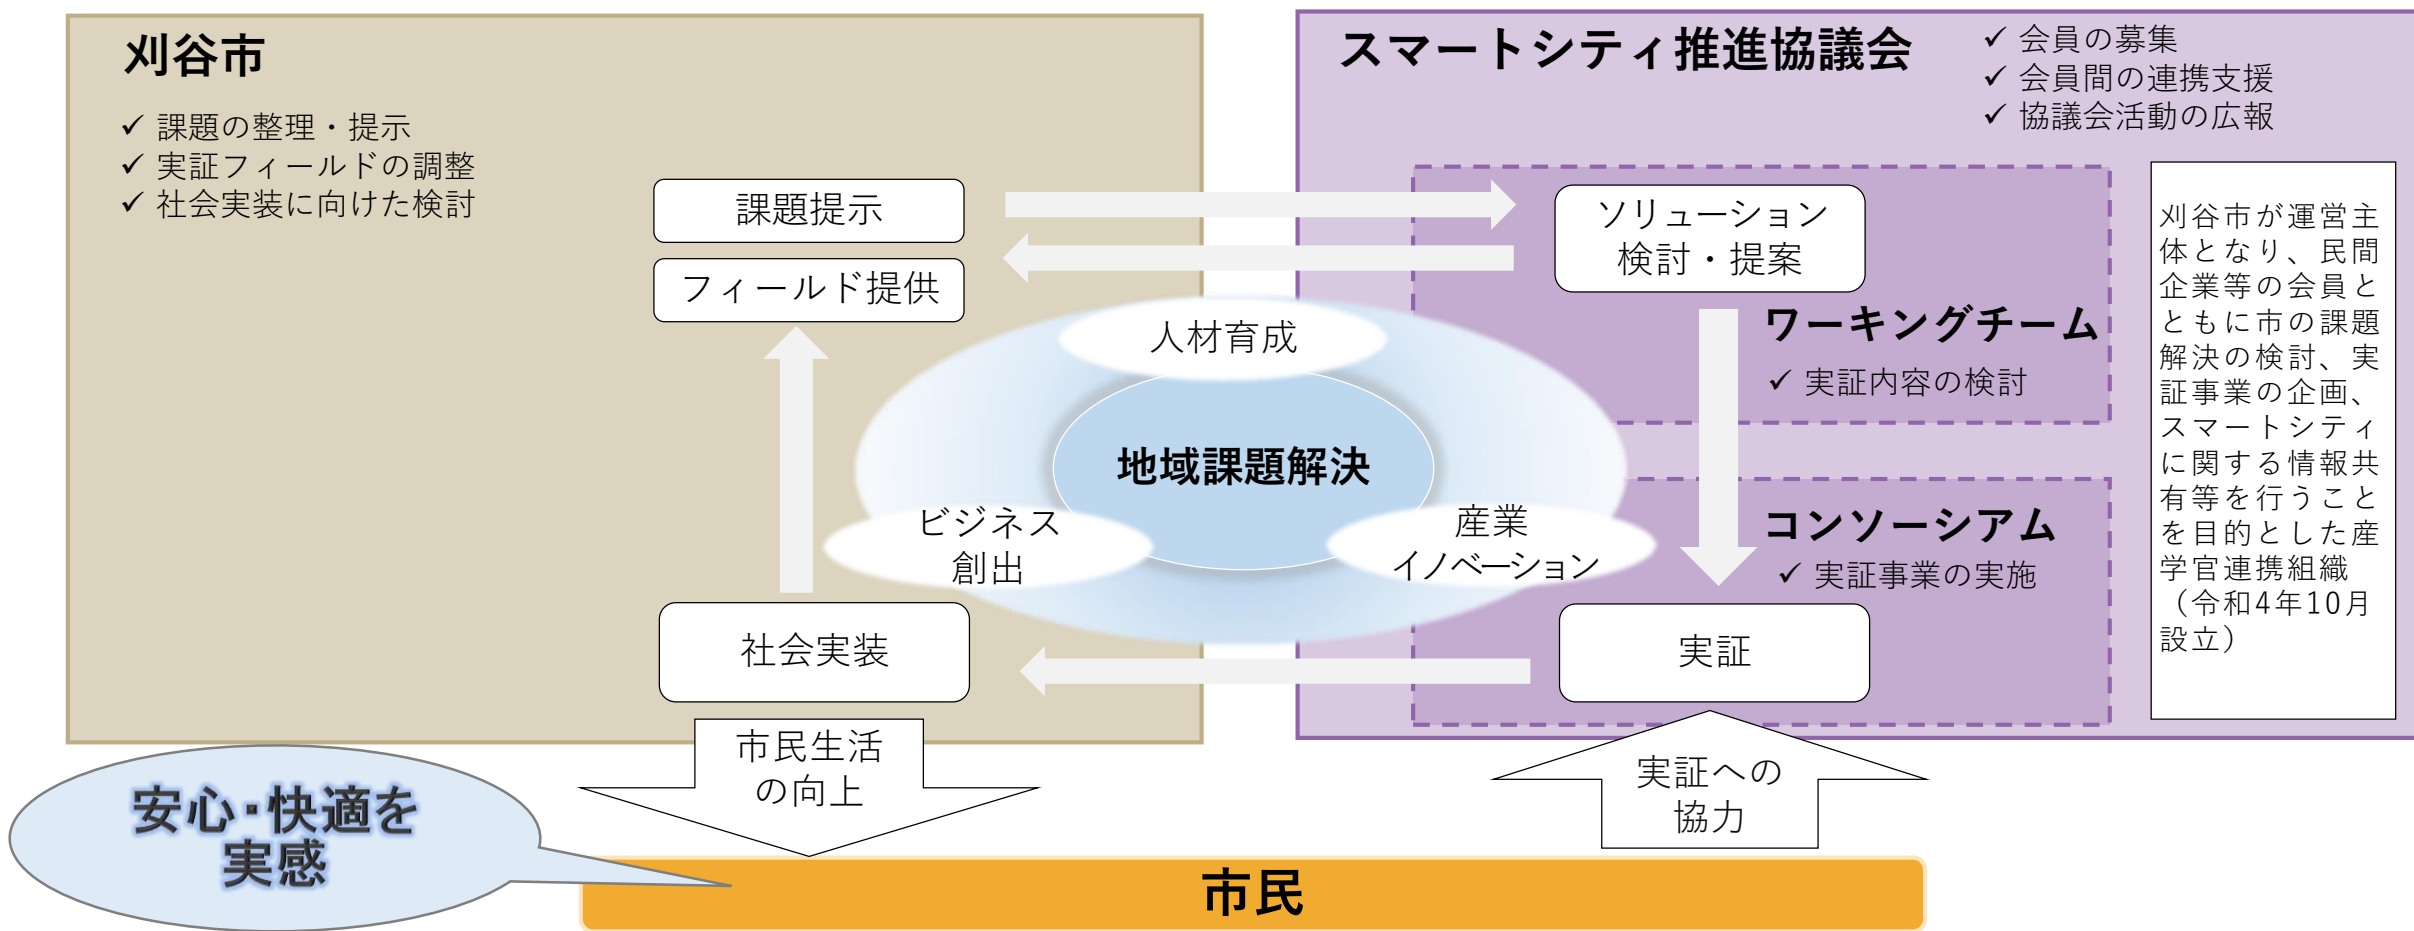 刈谷市
✓ 課題の整理・提示
✓ 実証フィールドの調整
✓ 社会実装に向けた検討
課題提示
フィールド提供
社会実装
スマートシティ推進協議会
✓ 会員の募集
✓ 会員間の連携支援
✓ 協議会活動の広報
ソリューション
検討・提案
ワーキングチーム
✓ 実証内容の検討
コンソーシアム
✓ 実証事業の実施
実証
刈谷市が運営主
体となり、民間
企業等の会員と
ともに市の課題
解決の検討、実
証事業の企画、
スマートシティ
に関する情報共
有等を行うこと
を目的とした産
学官連携組織
（令和4年10月
設立）
人材育成
地域課題解決
ビジネス
創出
産業
イノベーション
市民生活
の向上
実証への
協力
安心・快適を
実感
市民